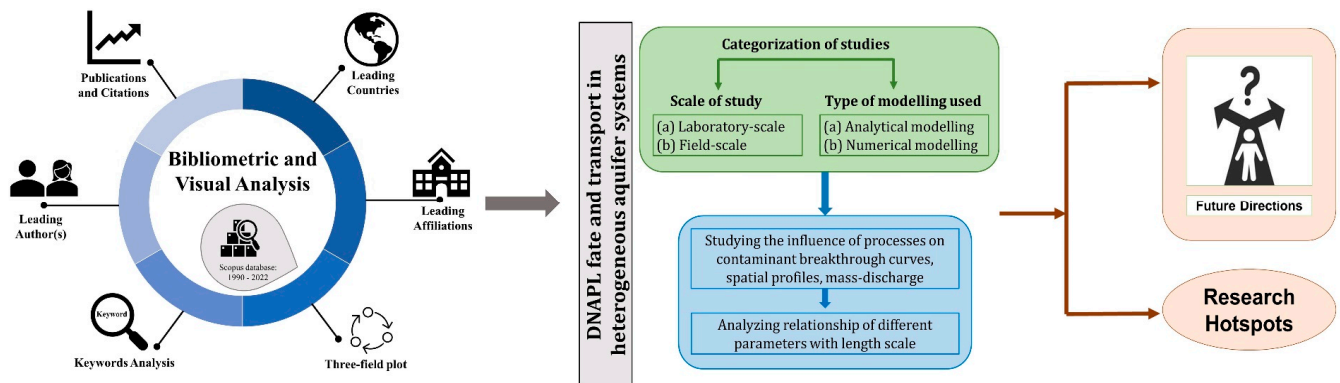 Publications
and Citations
Leading
Countries
Bibliometric and
Visual Analysis
Leading
Author(s)
Leading
Affiliations
Scopus database:
1990 - 2022
Keyword
Keywords Analysis
Three-field plot
DNAPL fate and transport in
heterogeneous aquifer systems
Categorization of studies
Scale of study
(a) Laboratory-scale
(b) Field-scale
Type of modelling used
(a) Analytical modelling
(b) Numerical modelling
Studying the influence of processes on
contaminant breakthrough curves,
spatial profiles, mass-discharge
Analyzing relationship of different
parameters with length scale
?
Future Directions
Research
Hotspots